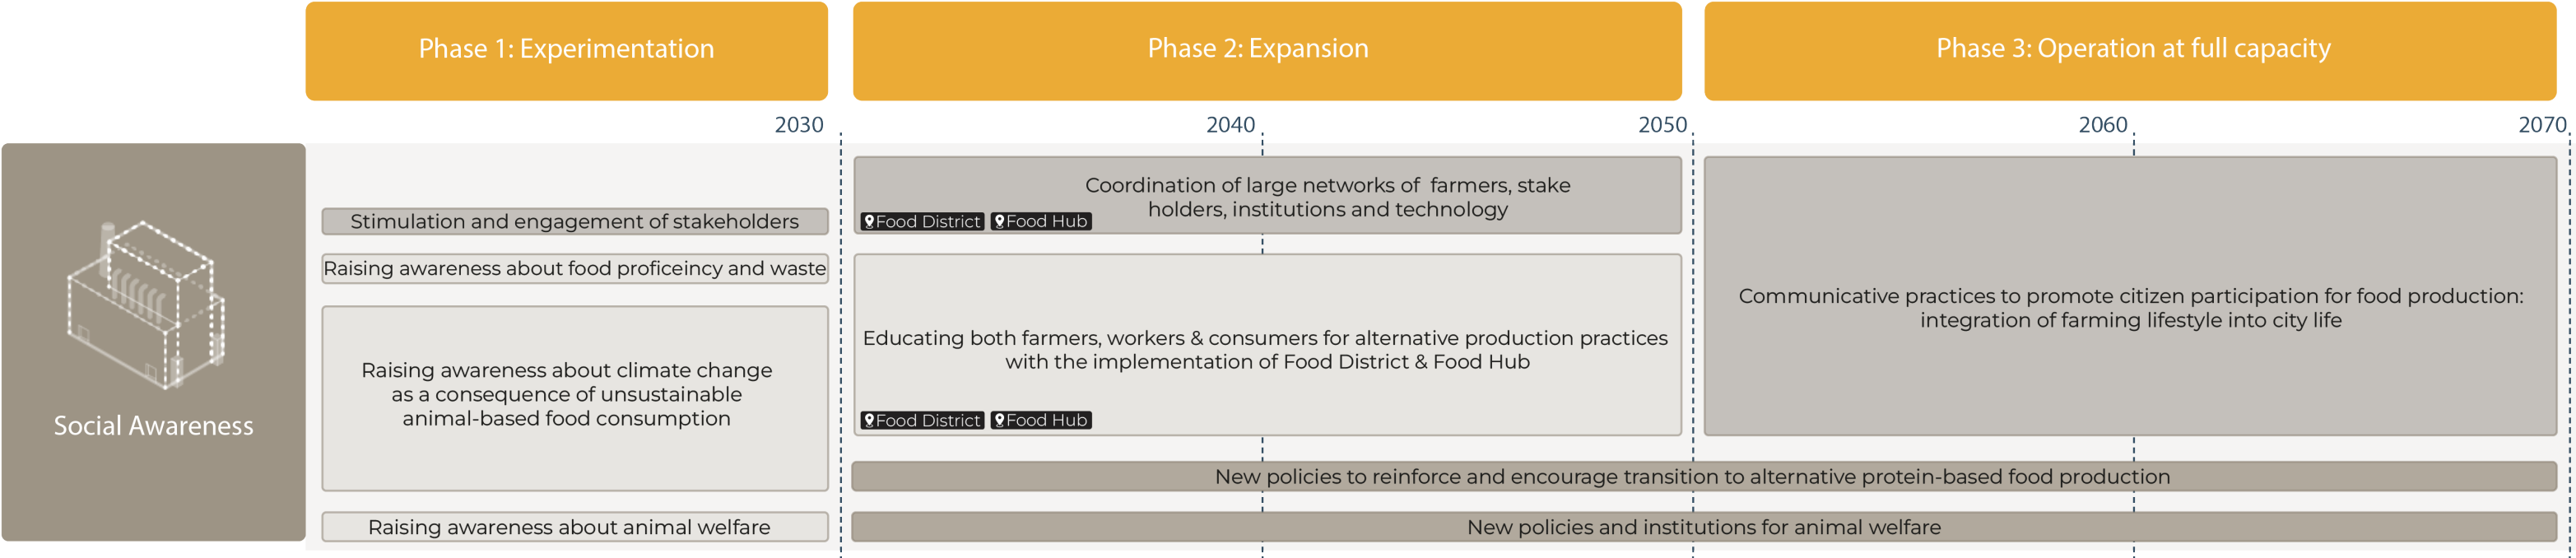 Phase 1: Experimentation
Phase 2: Expansion
Phase 3: Operation at full capacity
2030
2040
2050
2060
2070
Social Awareness
Stimulation and engagement of stakeholders
Raising awareness about food proficeincy and waste
Raising awareness about climate change
as a consequence of unsustainable
animal-based food consumption
Raising awareness about animal welfare
Coordination of large networks of farmers, stake
holders, institutions and technology
Food District
Food Hub
Educating both farmers, workers & consumers for alternative production practices
with the implementation of Food District & Food Hub
Food District
Food Hub
Communicative practices to promote citizen participation for food production:
integration of farming lifestyle into city life
New policies to reinforce and encourage transition to alternative protein-based food production
New policies and institutions for animal welfare